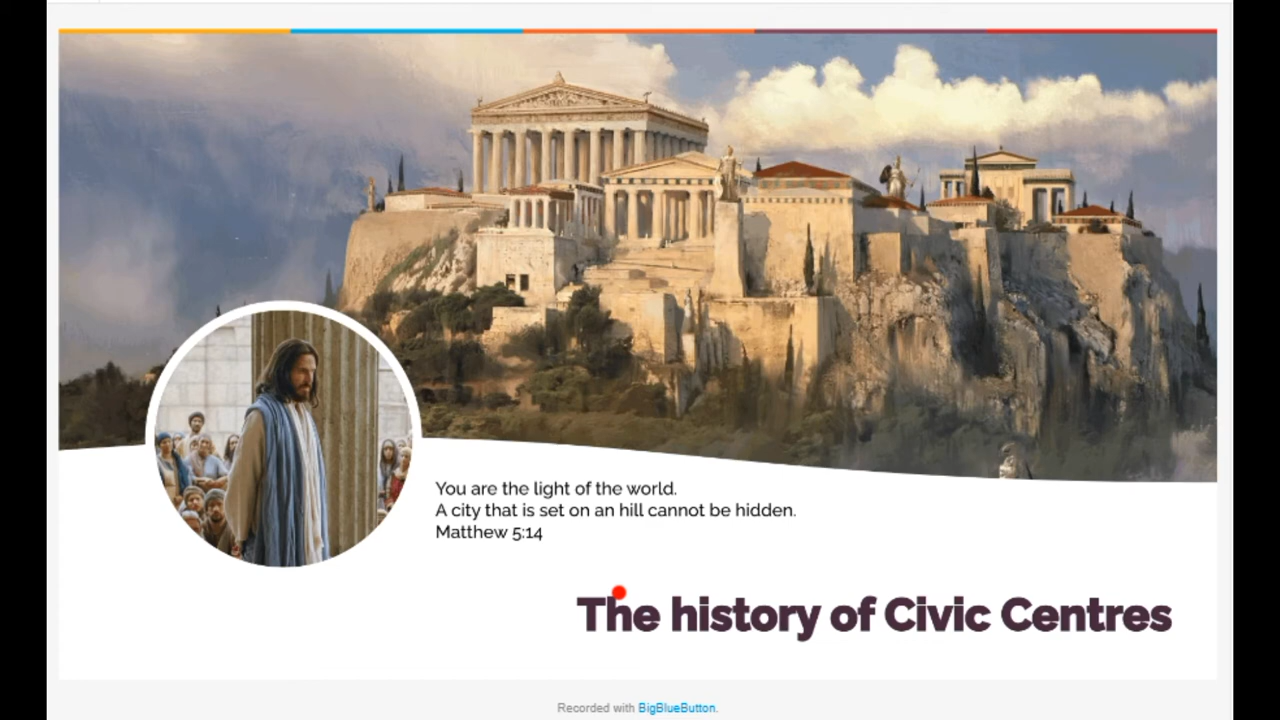 You are the light of the world.
A city that is set on an hill cannot be hidden.
Matthew 5:14
The history of Civic Centres
Recorded with BigBlueButton.